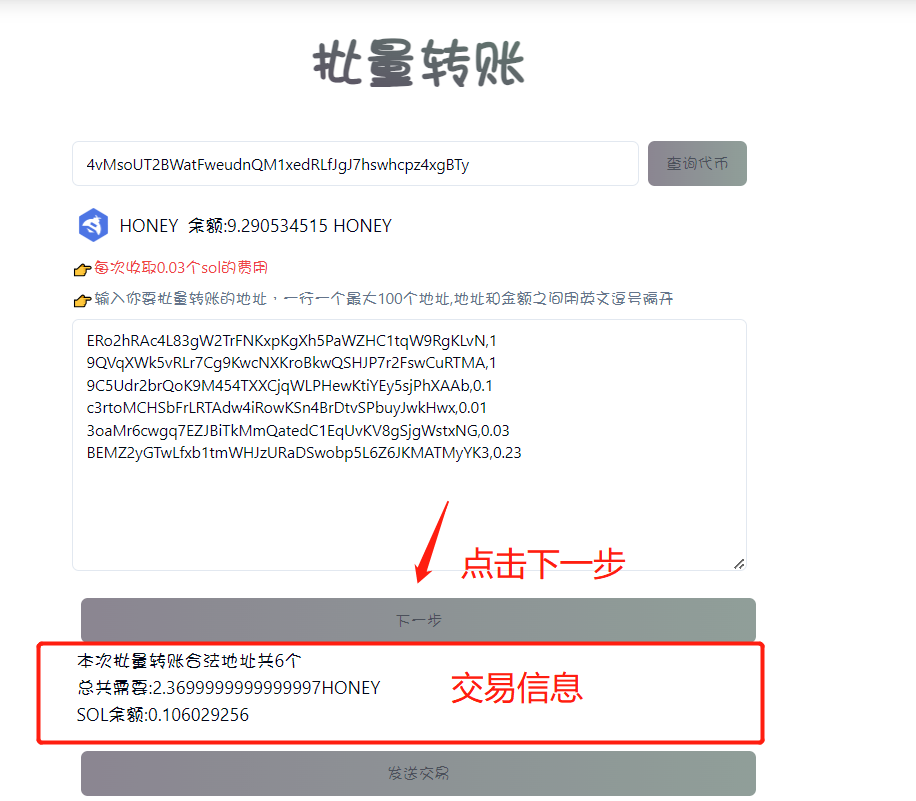 批量转账
4vMsoUT2BWatFweudnQM1xedRLfJgJ7hswhcpz4xgBTy
查询代币
HONEY 余额:9.290534515 HONEY
👉每次收取0.03个sol的费用
👉输入你要批量转账的地址，一行一个最大100个地址,地址和金额之间用英文逗号隔开
ERo2hRAc4L83gW2TrFNKxpKgXh5PaWZHC1tqW9RgKLvN,1
9QVqXWk5vRLr7Cg9KwcNXKroBkwQSHJP7r2FswCuRTMA,1
9C5Udr2brQoK9M454TXXCjqWLPHewKtiYEy5sjPhXAAb,0.1
c3rtoMCHSbFrLRTAdw4iRowKSn4BrDtvSPbuyJwkHwx,0.01
3oaMr6cwgq7EZJBiTkMmQatedC1EqUvKV8gSjgWstxNG,0.03
BEMZ2yGTwLfxb1tmWHJzURaDSwobp5L6Z6JKMATMyYK3,0.23
点击下一步
下一步
本次批量转账合法地址共6个
总共需要:2.3699999999999997HONEY
交易信息
SOL余额:0.106029256
发送交易